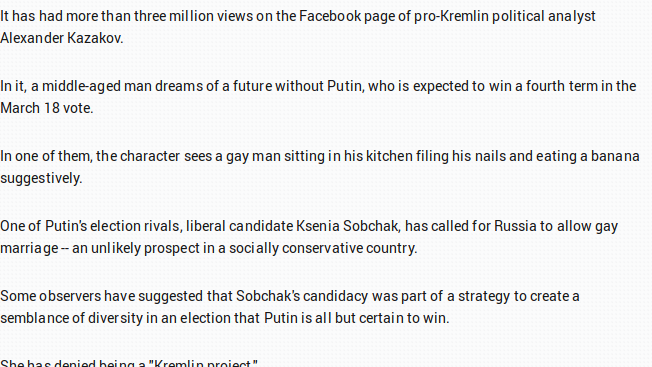 It has had more than three million views on the Facebook page of pro-Kremlin political analyst
Alexander Kazakov.
In it, a middle-aged man dreams of a future without Putin, who is expected to win a fourth term in the
March 18 vote.
In one of them, the character sees a gay man sitting in his kitchen filing his nails and eating a banana
suggestively.
One of Putin's election rivals, liberal candidate Ksenia Sobchak, has called for Russia to allow gay
marriage -- an unlikely prospect in a socially conservative country.
Some observers have suggested that Sobchak's candidacy was part of a strategy to create a
semblance of diversity in an election that Putin is all but certain to win.
She has denied being a "Kremlin project"